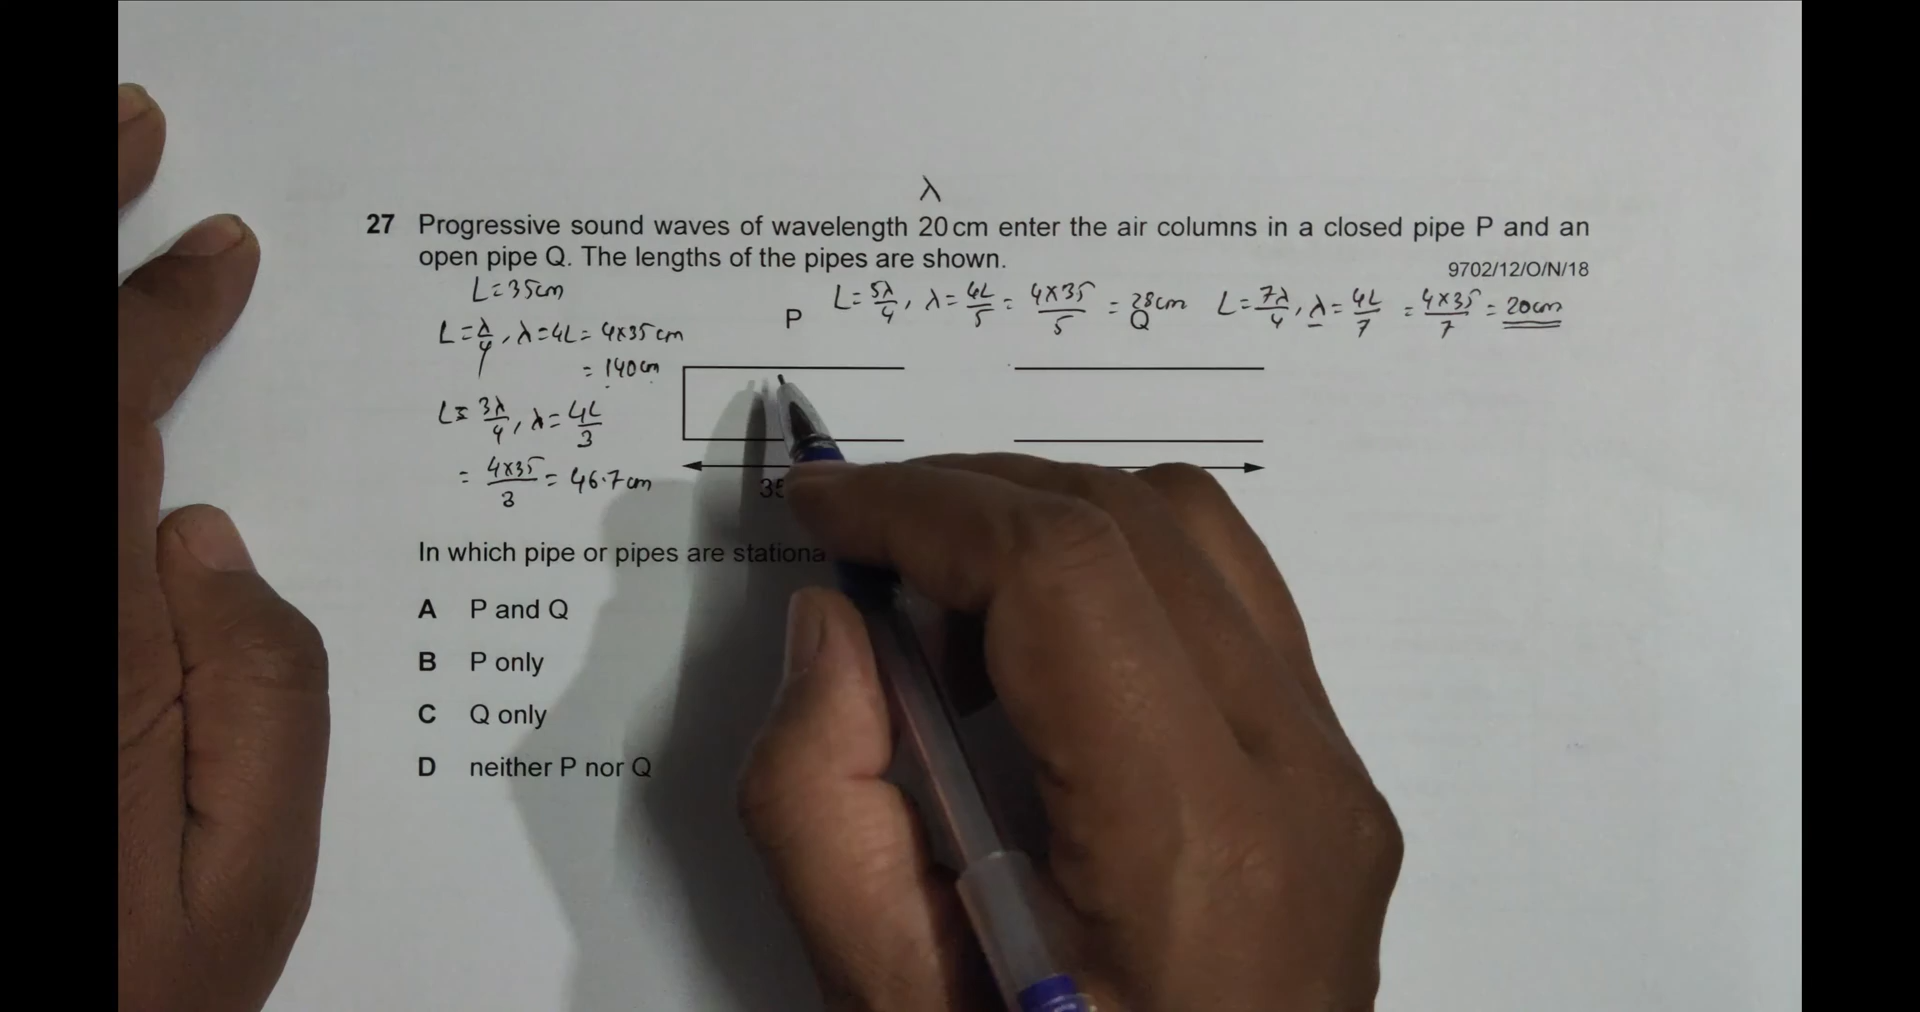 λ
27 Progressive sound waves of wavelength 20 cm enter the air columns in a closed pipe P and an
open pipe Q. The lengths of the pipes are shown.
9702/12/O/N/18
L=35cm
L=λ/4, λ=4L= 4×35 cm
= 140cm
L= 3λ/4, λ= 4L/3
= 4×35/3 = 46.7cm
P
L= 5λ/4, λ= 4L/5 = 4×35/5 = 28cm
Q
L= 7λ/4, λ= 4L/7 = 4×35/7 = 20cm
In which pipe or pipes are
A P and Q
B P only
C Q only
D neither P nor Q